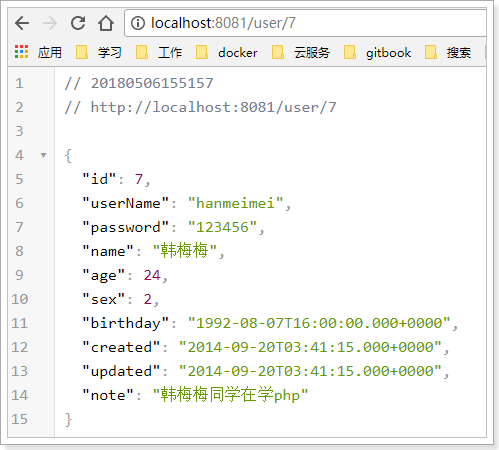 localhost:8081/user/7
应用 学习 工作 docker 云服务 gitbook 搜索
1 // 20180506155157
2 // http://localhost:8081/user/7
3
4 {
5 "id": 7,
6 "userName": "hanmeimei",
7 "password": "123456",
8 "name": "韩梅梅",
9 "age": 24,
10 "sex": 2,
11 "birthday": "1992-08-07T16:00:00.000+0000",
12 "created": "2014-09-20T03:41:15.000+0000",
13 "updated": "2014-09-20T03:41:15.000+0000",
14 "note": "韩梅梅同学在学php"
15 }